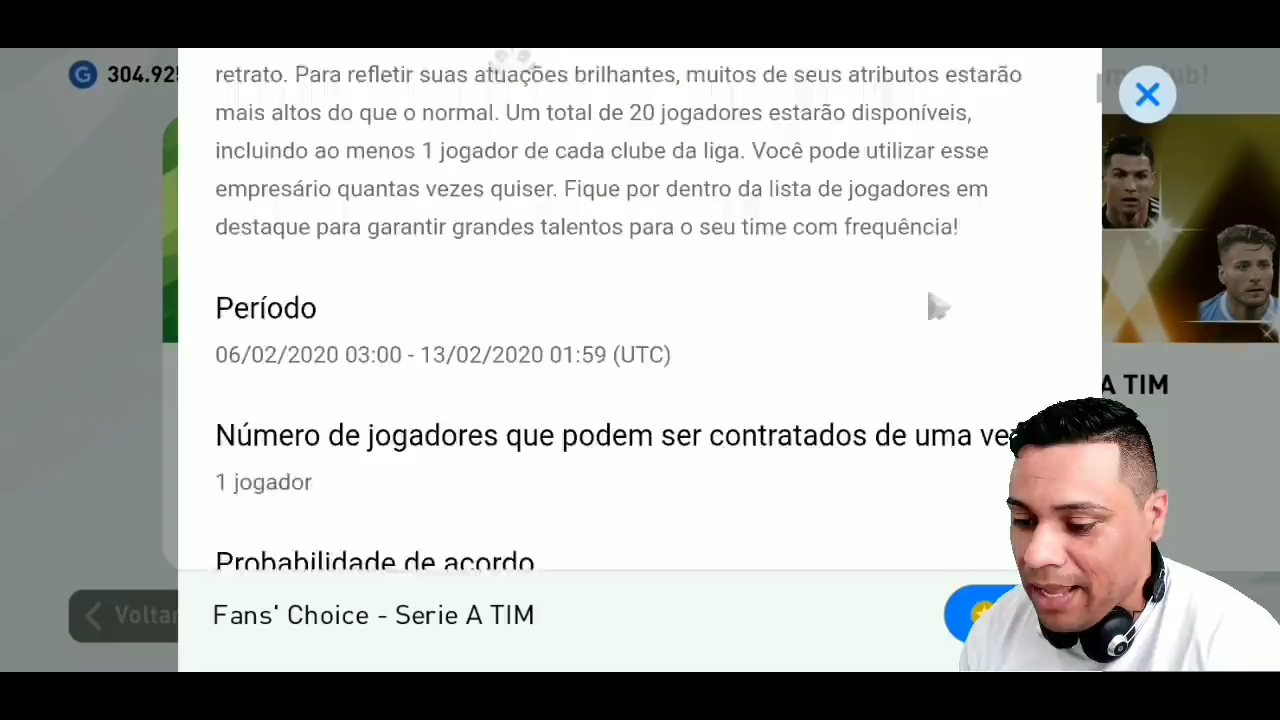 304.925
retrato. Para refletir suas atuações brilhantes, muitos de seus atributos estarão
mais altos do que o normal. Um total de 20 jogadores estarão disponíveis,
incluindo ao menos 1 jogador de cada clube da liga. Você pode utilizar esse
empresário quantas vezes quiser. Fique por dentro da lista de jogadores em
destaque para garantir grandes talentos para o seu time com frequência!
Período
06/02/2020 03:00 - 13/02/2020 01:59 (UTC)
A TIM
Número de jogadores que podem ser contratados de uma vez
1 jogador
Probabilidade de acordo
Voltar
Fans' Choice - Serie A TIM